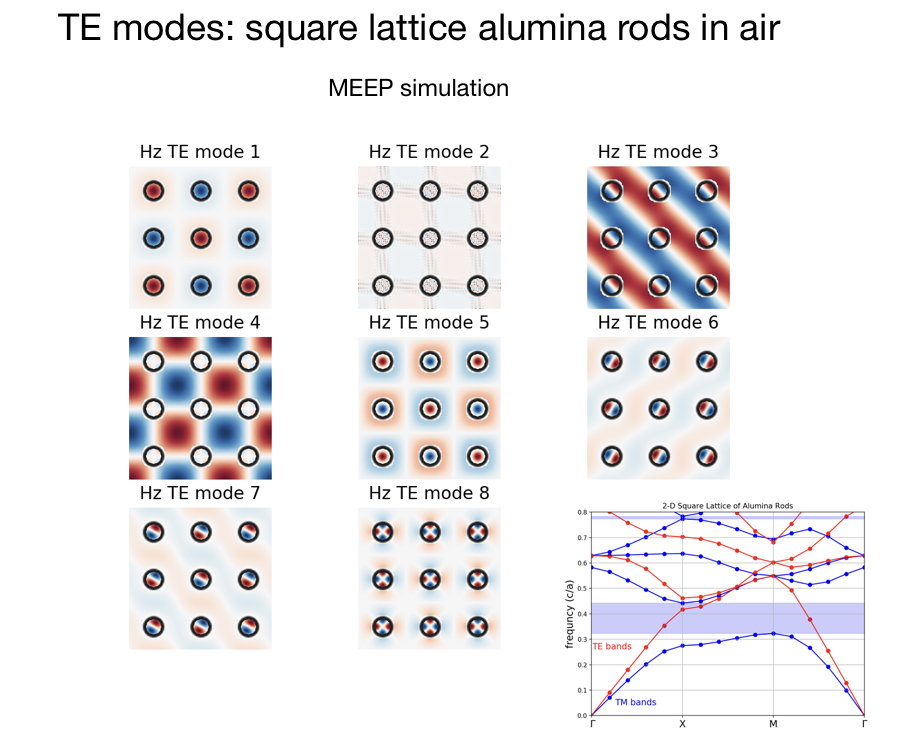 TE modes: square lattice alumina rods in air
MEEP simulation
Hz TE mode 1
Hz TE mode 2
Hz TE mode 3
Hz TE mode 4
Hz TE mode 5
Hz TE mode 6
Hz TE mode 7
Hz TE mode 8
2-D Square Lattice of Alumina Rods
0.8
0.7
0.6
0.5
0.4
0.3
0.2
0.1
0.0
frequncy (c/a)
TE bands
TM bands
Γ X M Γ